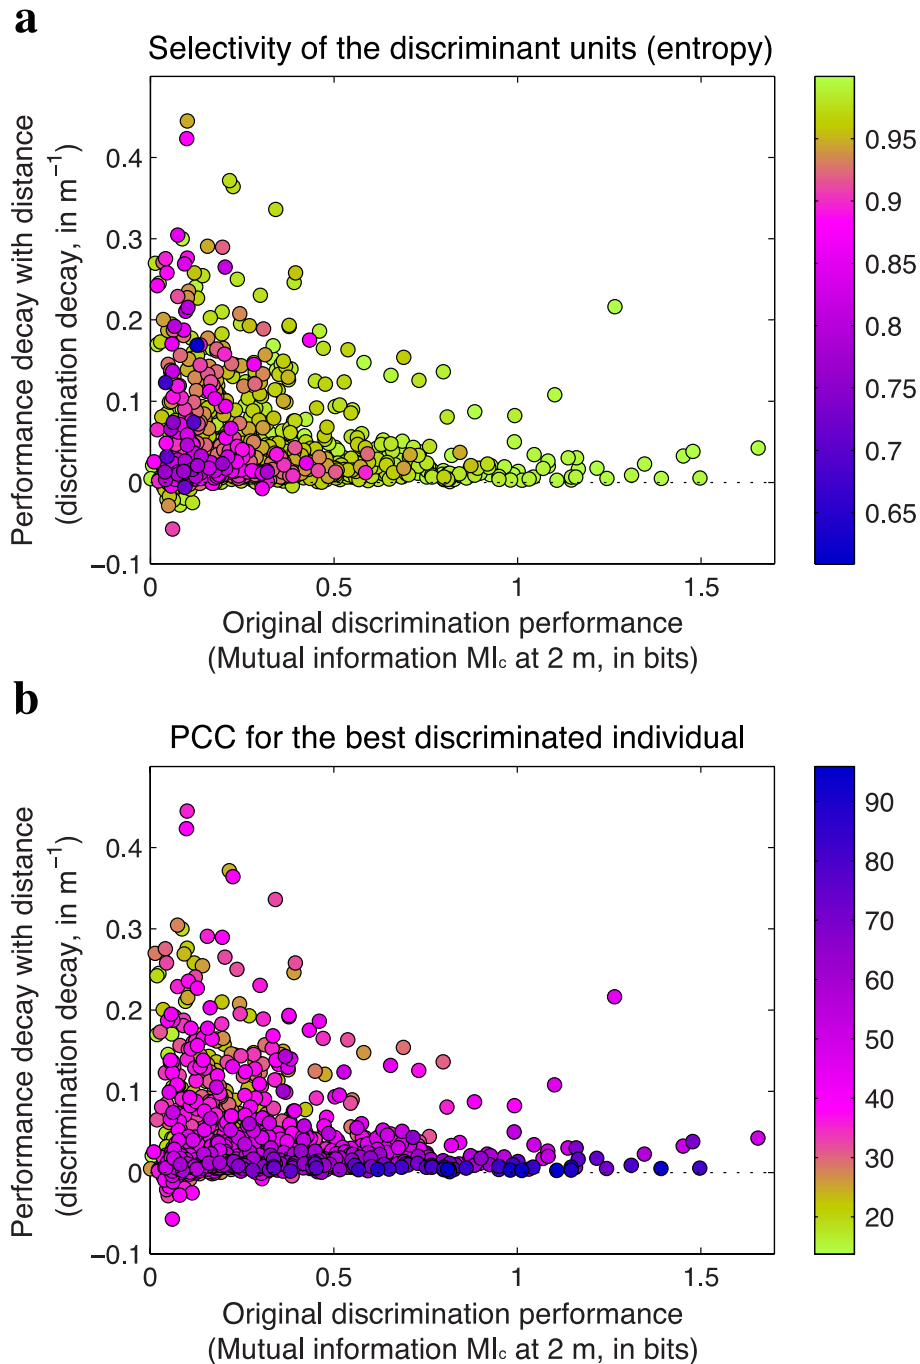 a
Selectivity of the discriminant units (entropy)
Performance decay with distance
(discrimination decay, in m⁻¹)
0.4
0.3
0.2
0.1
0
−0.1
0 0.5 1 1.5
Original discrimination performance
(Mutual information MIc at 2 m, in bits)
0.95
0.9
0.85
0.8
0.75
0.7
0.65
b
PCC for the best discriminated individual
Performance decay with distance
(discrimination decay, in m⁻¹)
0.4
0.3
0.2
0.1
0
−0.1
0 0.5 1 1.5
Original discrimination performance
(Mutual information MIc at 2 m, in bits)
90
80
70
60
50
40
30
20